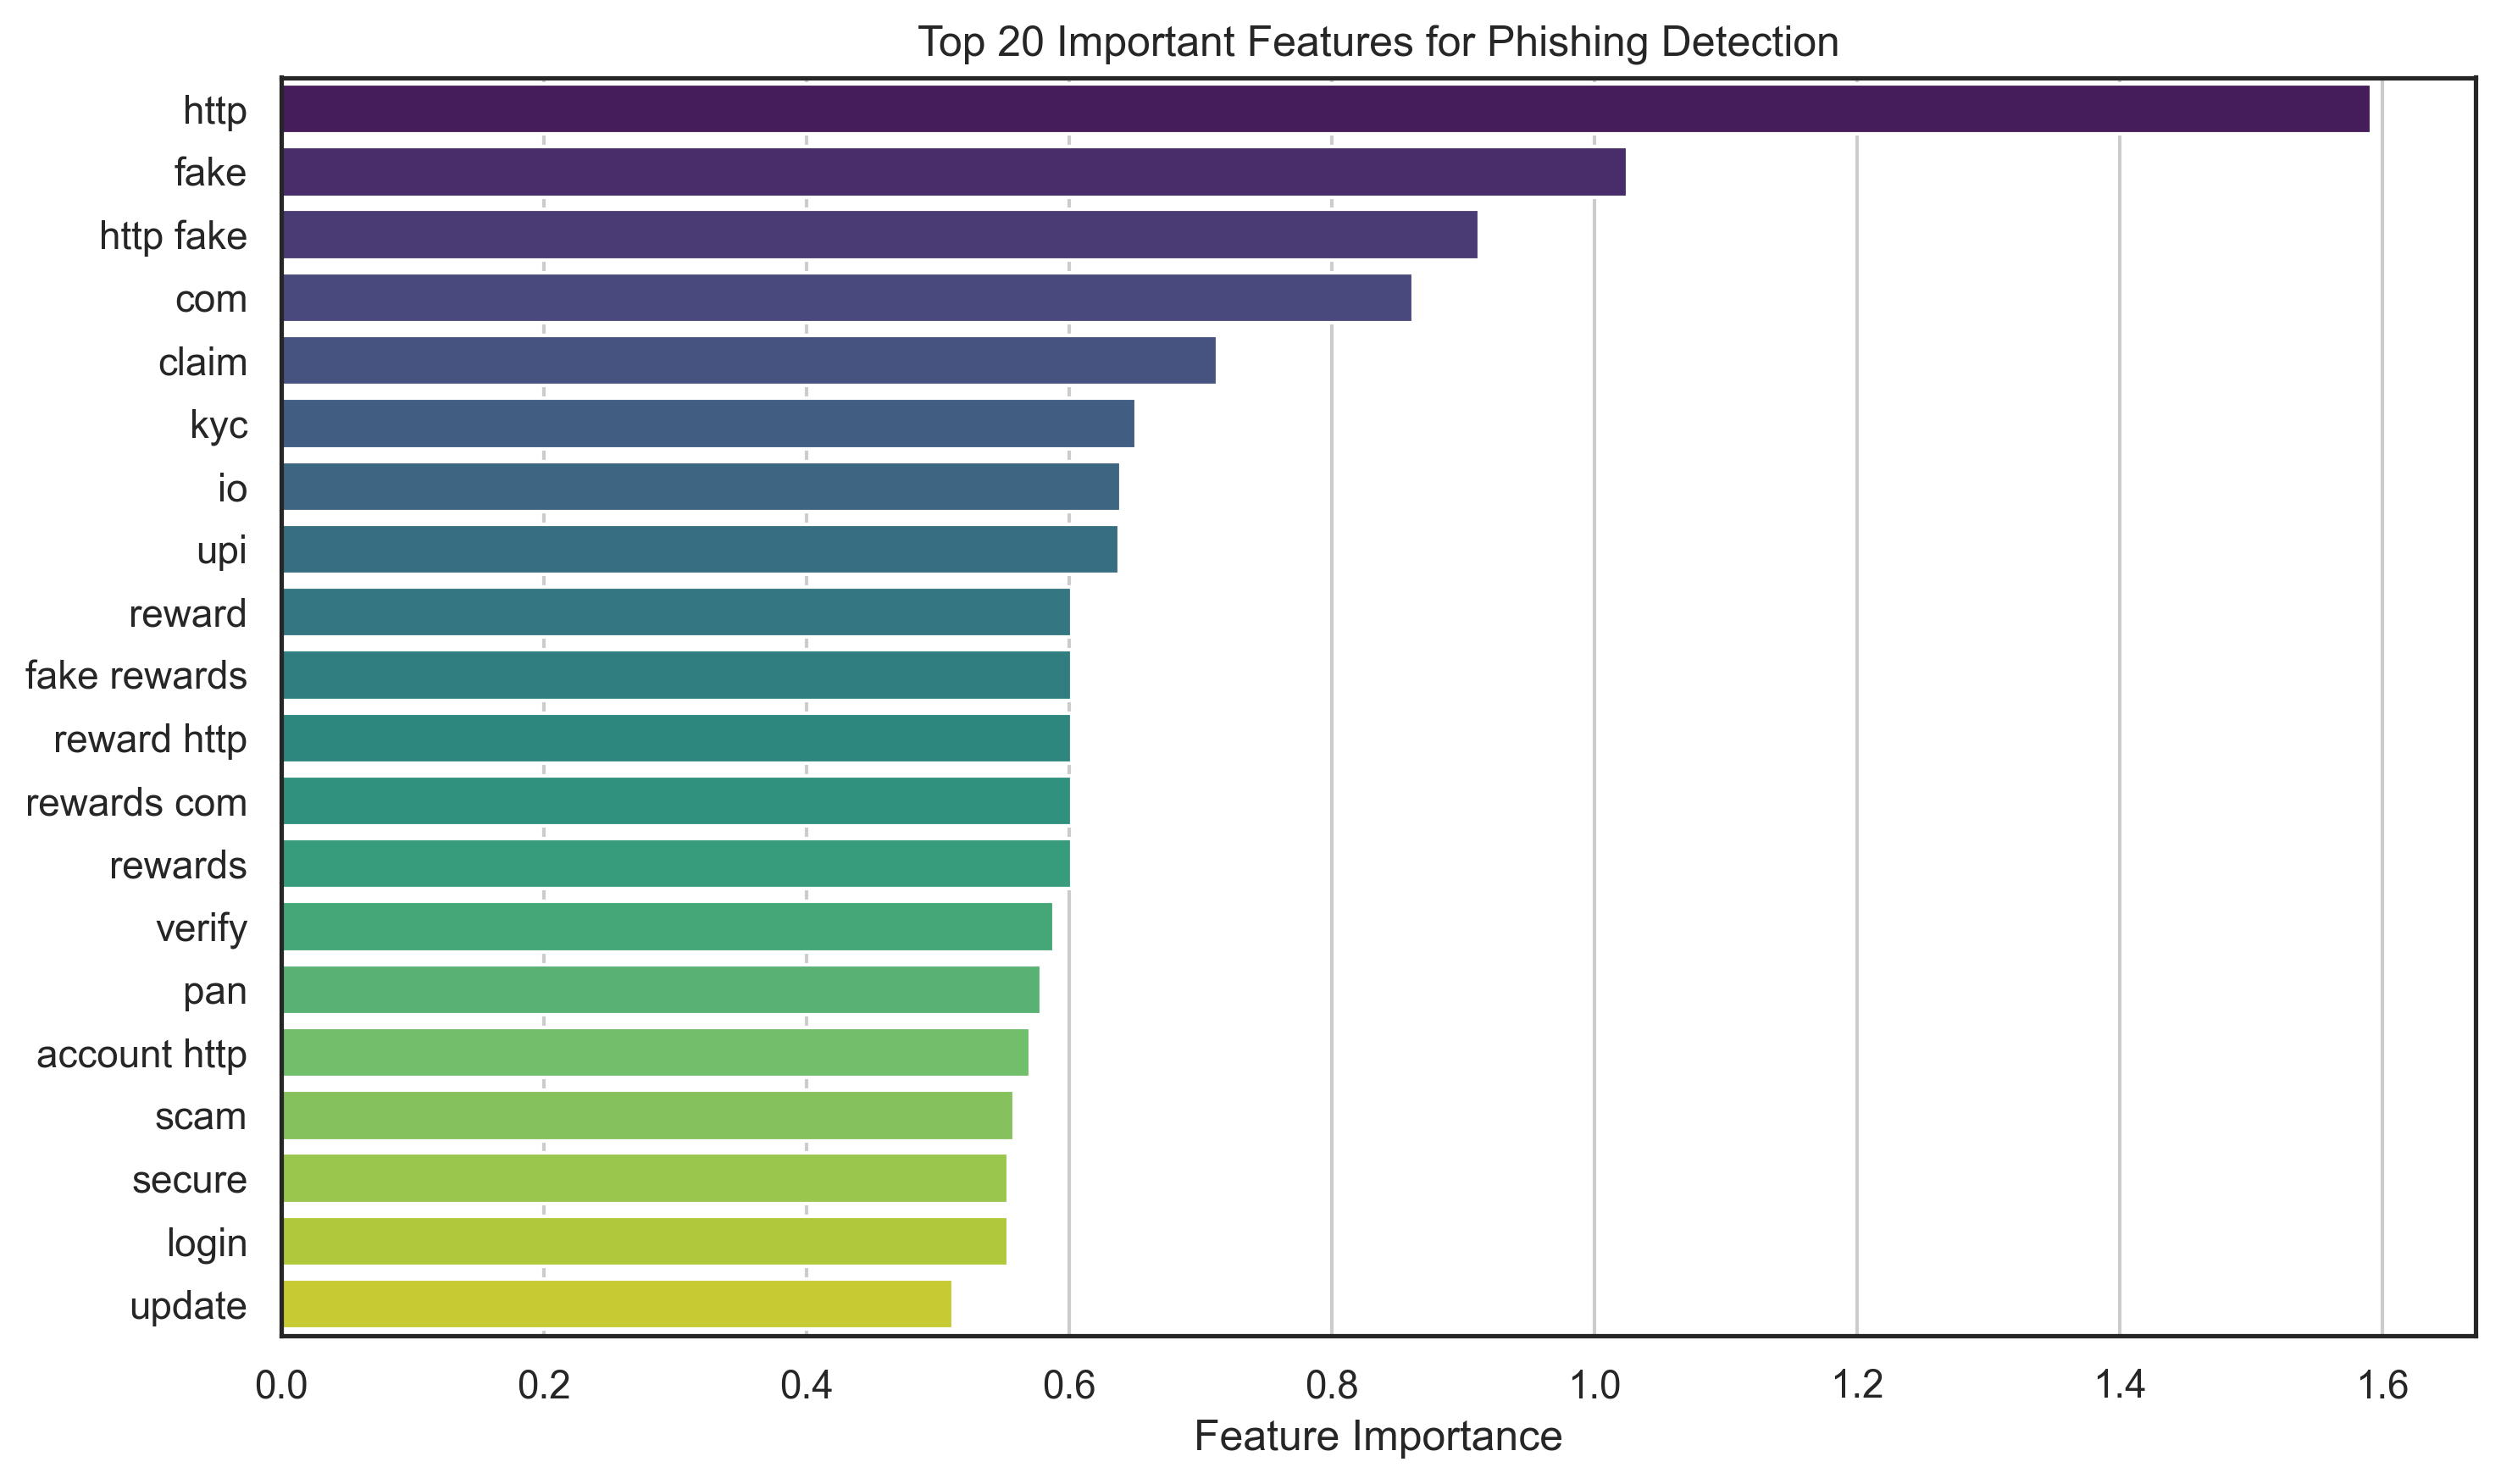 Top 20 Important Features for Phishing Detection
http
fake
http fake
com
claim
kyc
io
upi
reward
fake rewards
reward http
rewards com
rewards
verify
pan
account http
scam
secure
login
update
0.0 0.2 0.4 0.6 0.8 1.0 1.2 1.4 1.6
Feature Importance